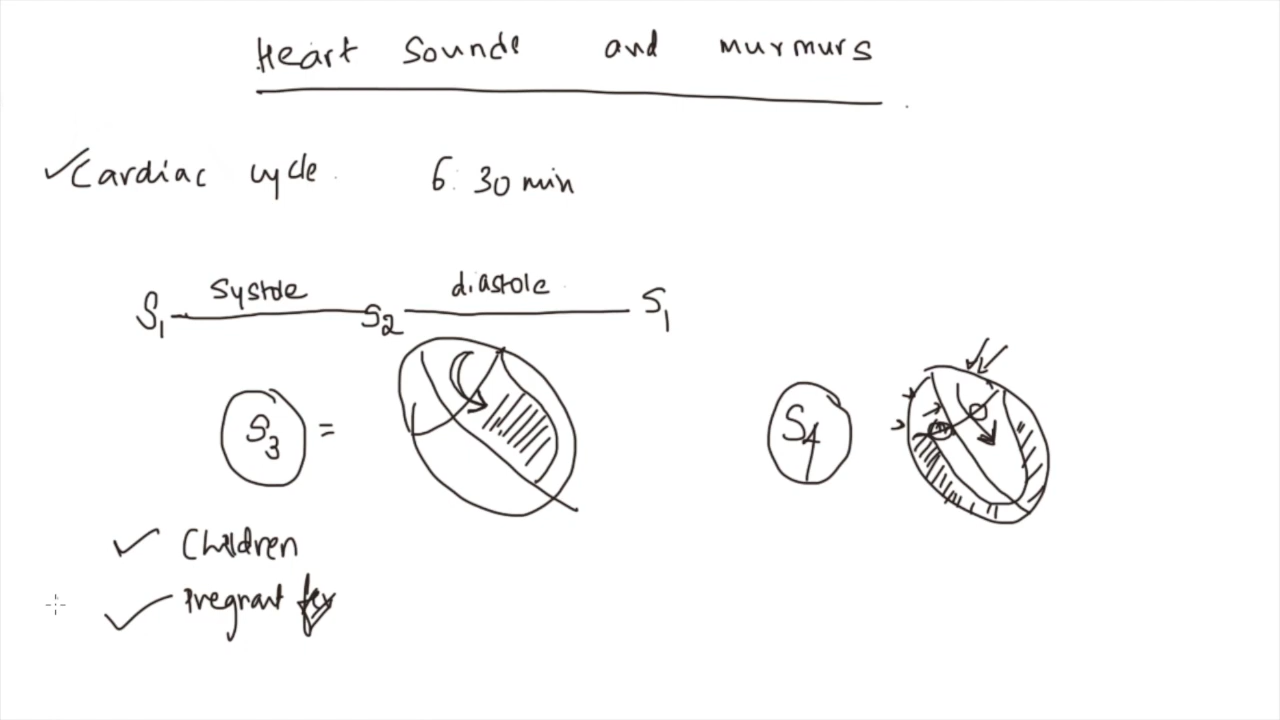 Heart Sounds and murmurs
✓ Cardiac cycle 6:30 min
S₁ systole S₂ diastole S₁
S₃ =
S₄
✓ Children
✓ Pregnant